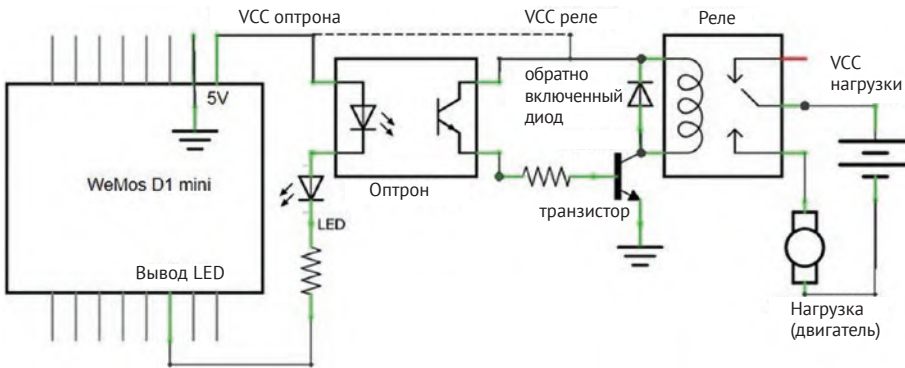 VCC оптрона
VCC реле
Реле
5V
обратно
включенный
диод
VCC
нагрузки
WeMos D1 mini
Оптрон
LED
транзистор
Вывод LED
Нагрузка
(двигатель)